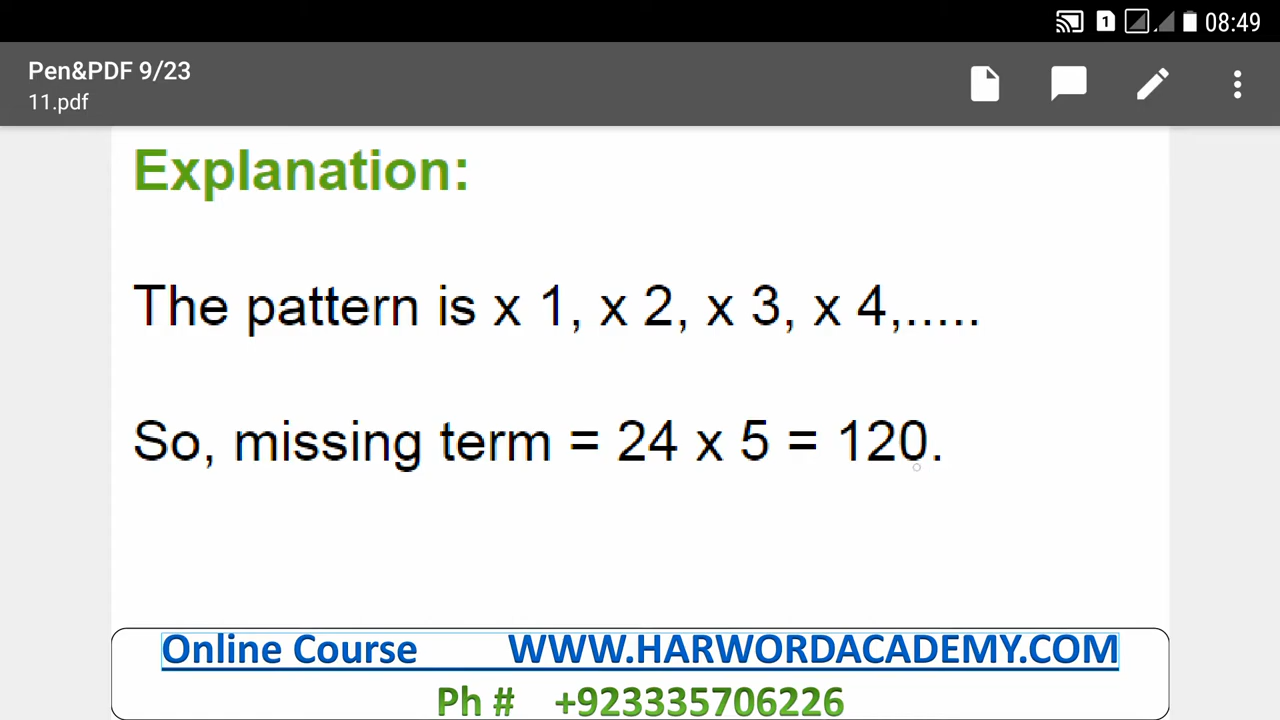 1 08:49
Pen&PDF 9/23
11.pdf
Explanation:
The pattern is x 1, x 2, x 3, x 4,.....
So, missing term = 24 x 5 = 120.
Online Course WWW.HARWORDACADEMY.COM
Ph # +923335706226